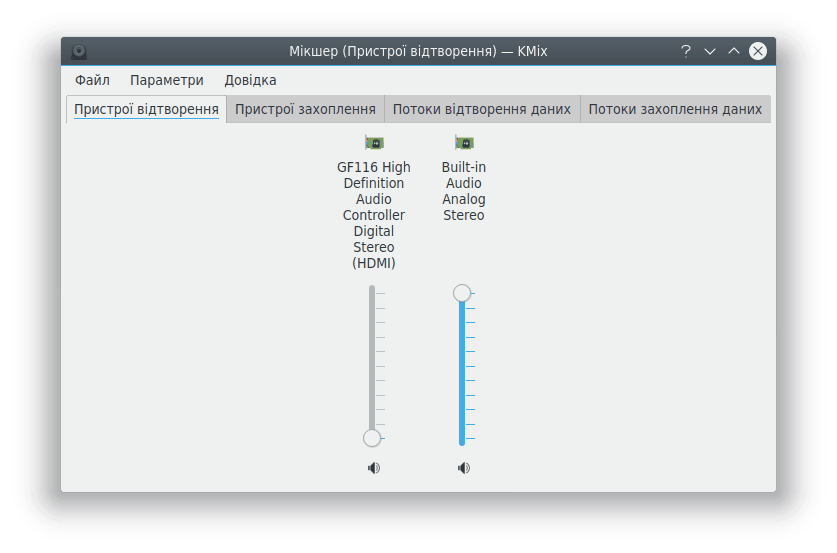 Мікшер (Пристрої відтворення) — KMix
Файл Параметри Довідка
Пристрої відтворення Пристрої захоплення Потоки відтворення даних Потоки захоплення даних
GF116 High
Definition
Audio
Controller
Digital
Stereo
(HDMI)
Built-in
Audio
Analog
Stereo